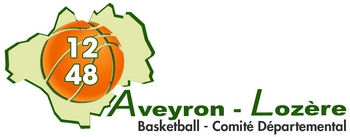 12
48
Aveyron - Lozère
Basketball - Comité Départemental